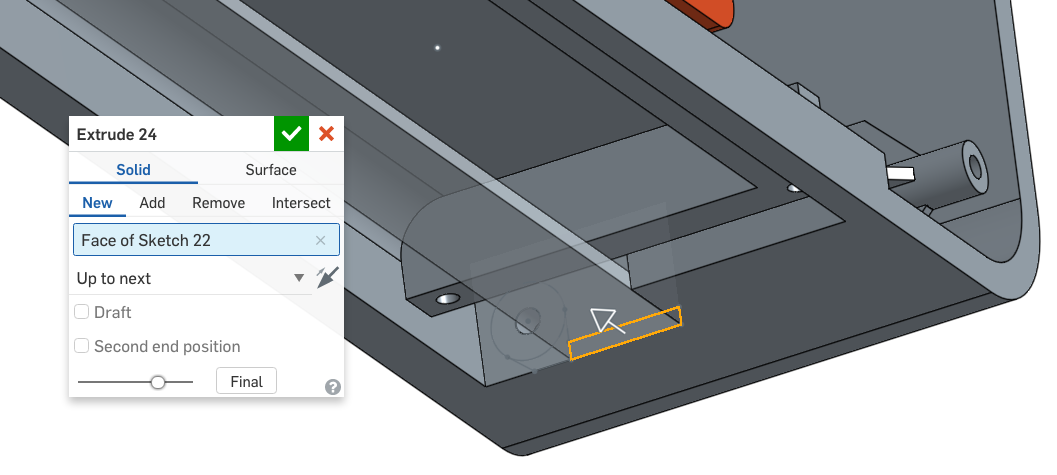 Extrude 24
Solid Surface
New Add Remove Intersect
Face of Sketch 22
Up to next
Draft
Second end position
Final